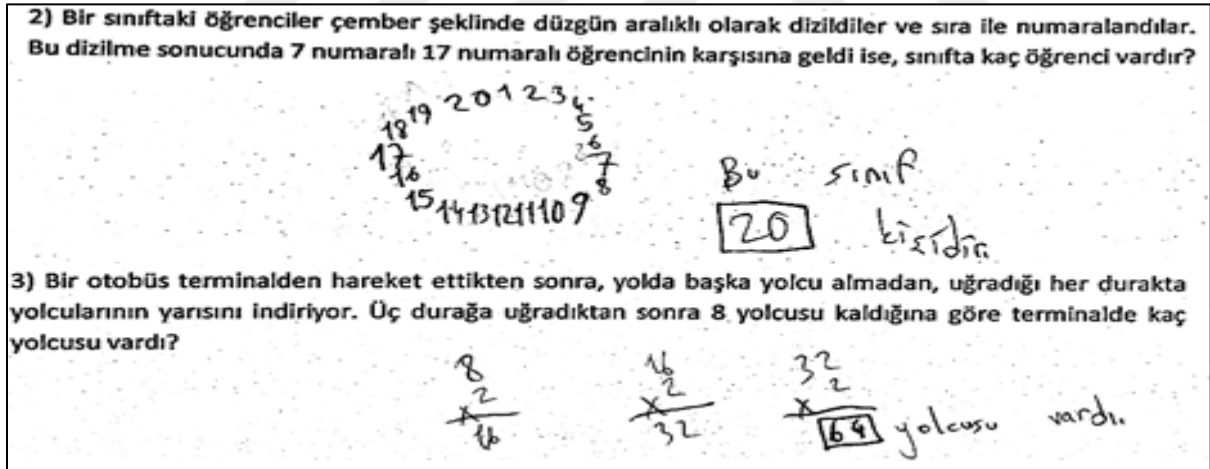 2) Bir sınıftaki öğrenciler çember şeklinde düzgün aralıklı olarak dizildiler ve sıra ile numaralandılar.
Bu dizilme sonucunda 7 numaralı 17 numaralı öğrencinin karşısına geldi ise, sınıfta kaç öğrenci vardır?
20 1 2 3 4 5 6 7 8 9 10 11 12 13 14 15 16 17 18 19
Bu sınıf
20 kişidir.
3) Bir otobüs terminalden hareket ettikten sonra, yolda başka yolcu almadan, uğradığı her durakta
yolcularının yarısını indiriyor. Üç durağa uğradıktan sonra 8 yolcusu kaldığına göre terminalde kaç
yolcusu vardı?
8 16 32
x 2 x 2 x 2
16 32 64 yolcusu vardı.